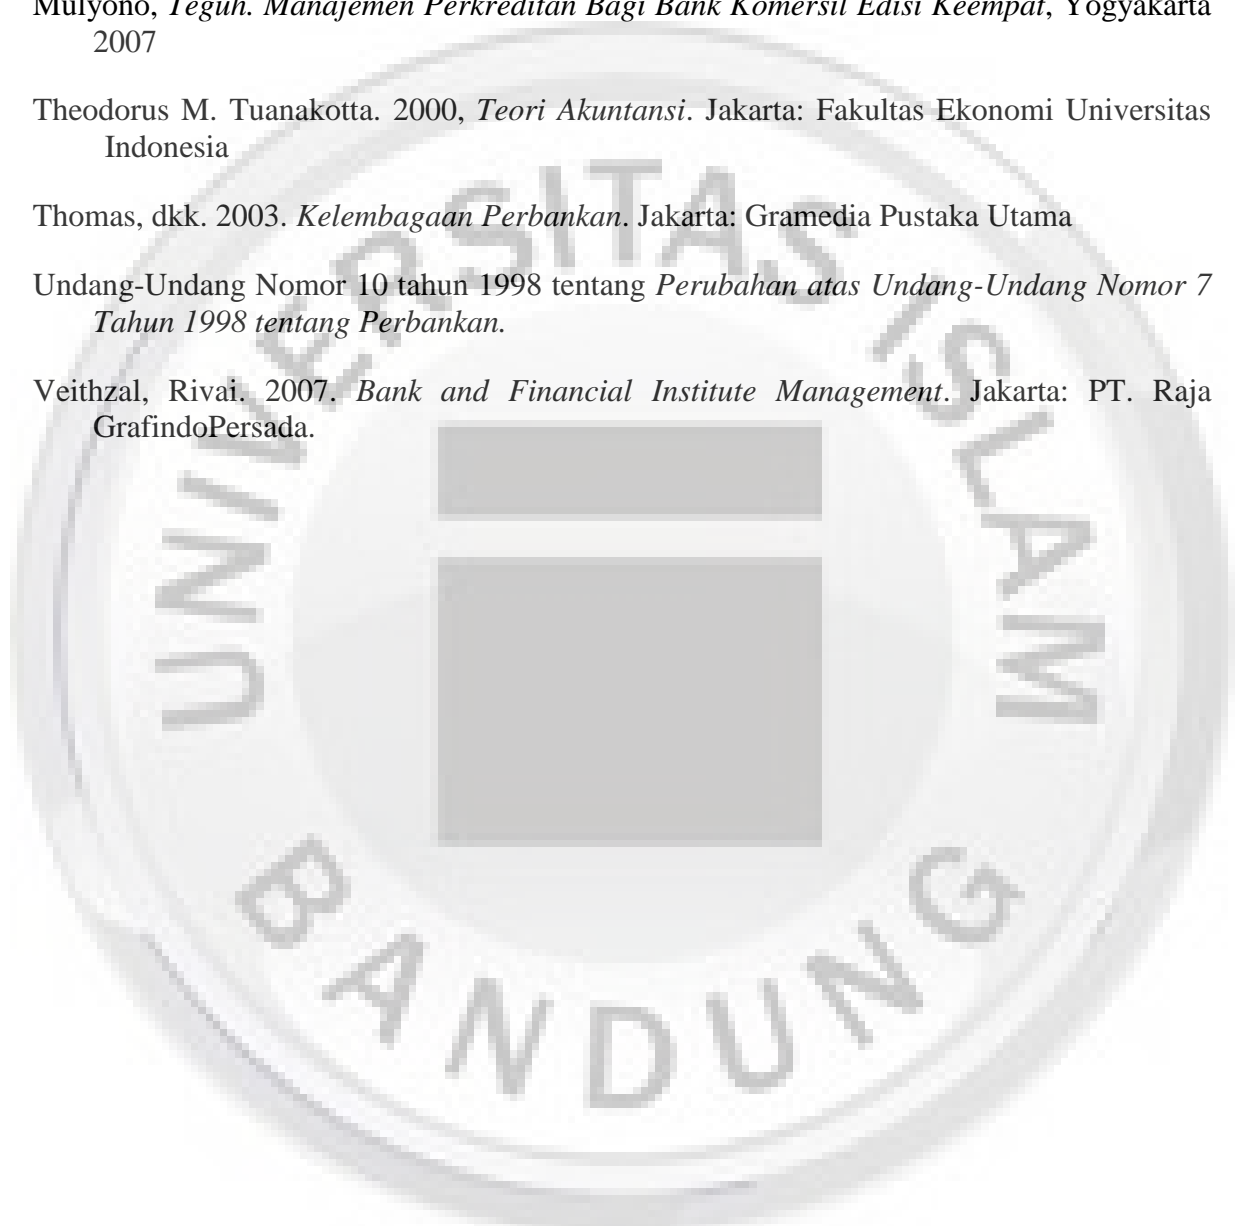 Mulyono, Teguh. Manajemen Perkreditan Bagi Bank Komersil Edisi Keempat, Yogyakarta
2007
Theodorus M. Tuanakotta. 2000, Teori Akuntansi. Jakarta: Fakultas Ekonomi Universitas
Indonesia
Thomas, dkk. 2003. Kelembagaan Perbankan. Jakarta: Gramedia Pustaka Utama
Undang-Undang Nomor 10 tahun 1998 tentang Perubahan atas Undang-Undang Nomor 7
Tahun 1998 tentang Perbankan.
Veithzal, Rivai. 2007. Bank and Financial Institute Management. Jakarta: PT. Raja
GrafindoPersada.
UNIVERSITAS ISLAM
BANDUNG